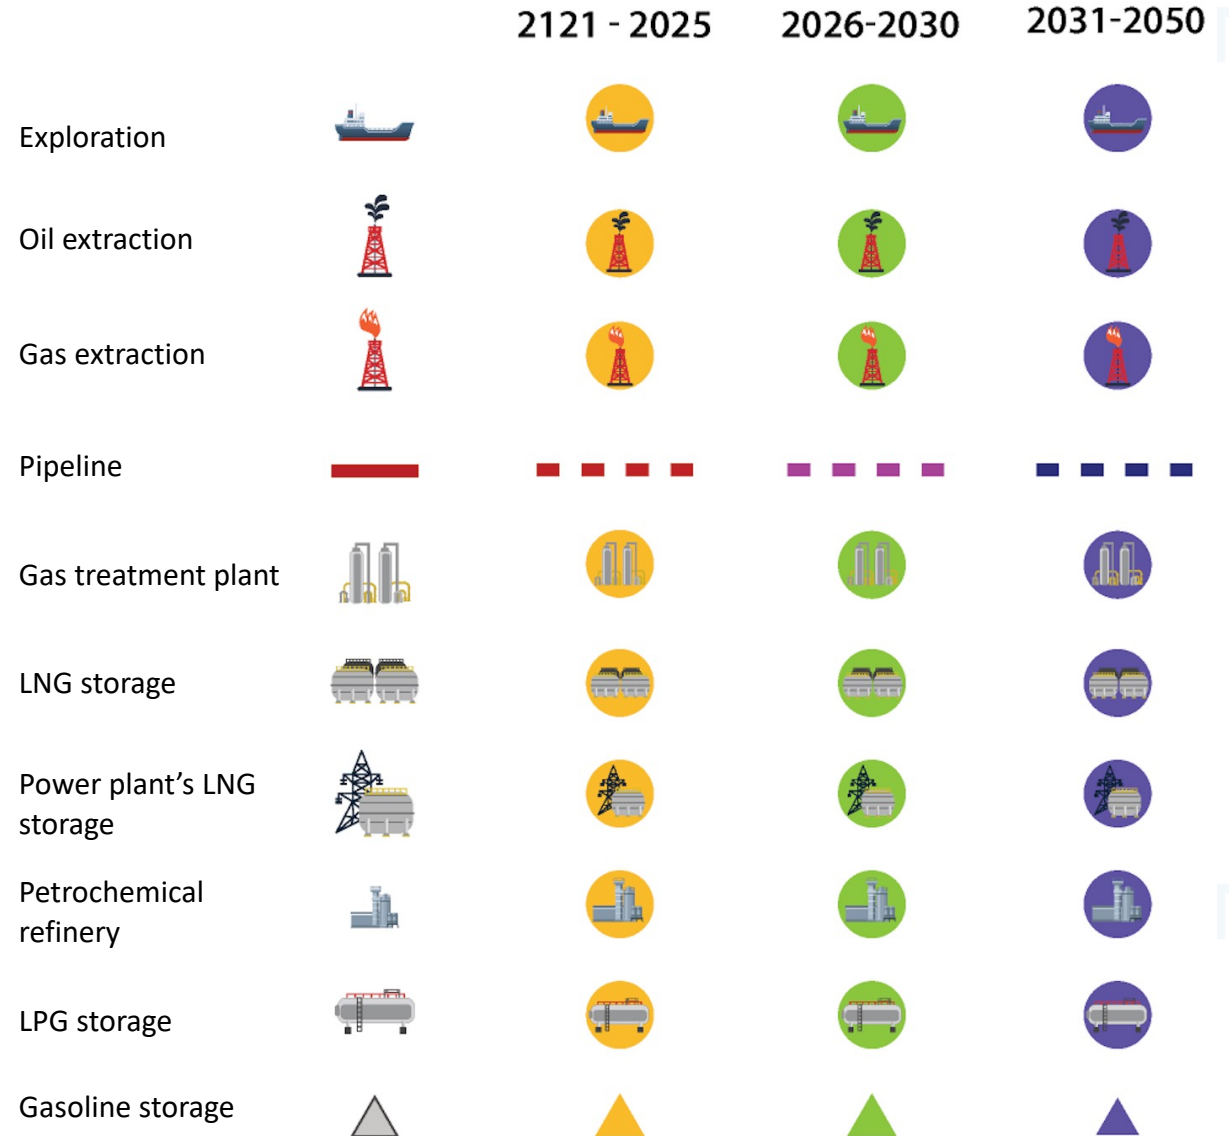 2121 - 2025 2026-2030 2031-2050
Exploration
Oil extraction
Gas extraction
Pipeline
Gas treatment plant
LNG storage
Power plant’s LNG
storage
Petrochemical
refinery
LPG storage
Gasoline storage